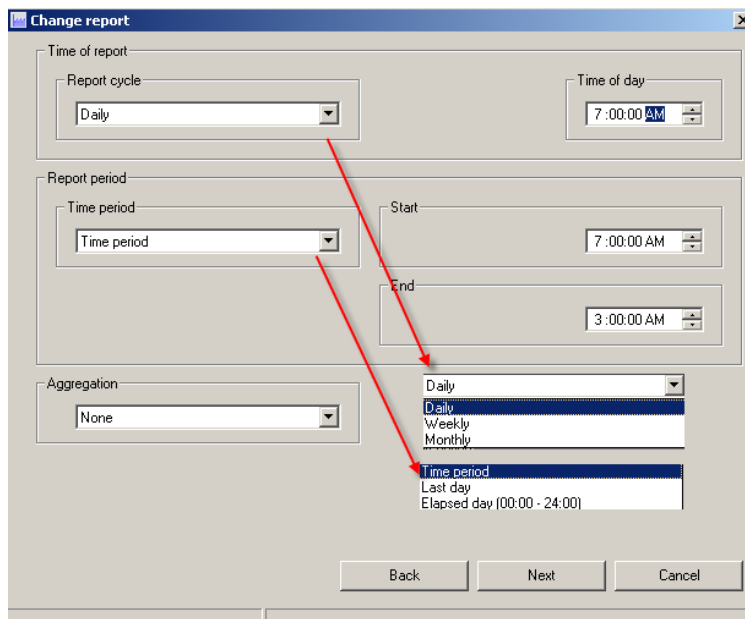 Change report
Time of report
Report cycle
Time of day
Daily
7:00:00 AM
Report period
Time period
Start
Time period
7:00:00 AM
End
3:00:00 AM
Aggregation
Daily
None
Daily
Weekly
Monthly
Time period
Last day
Elapsed day (00:00 - 24:00)
Back
Next
Cancel